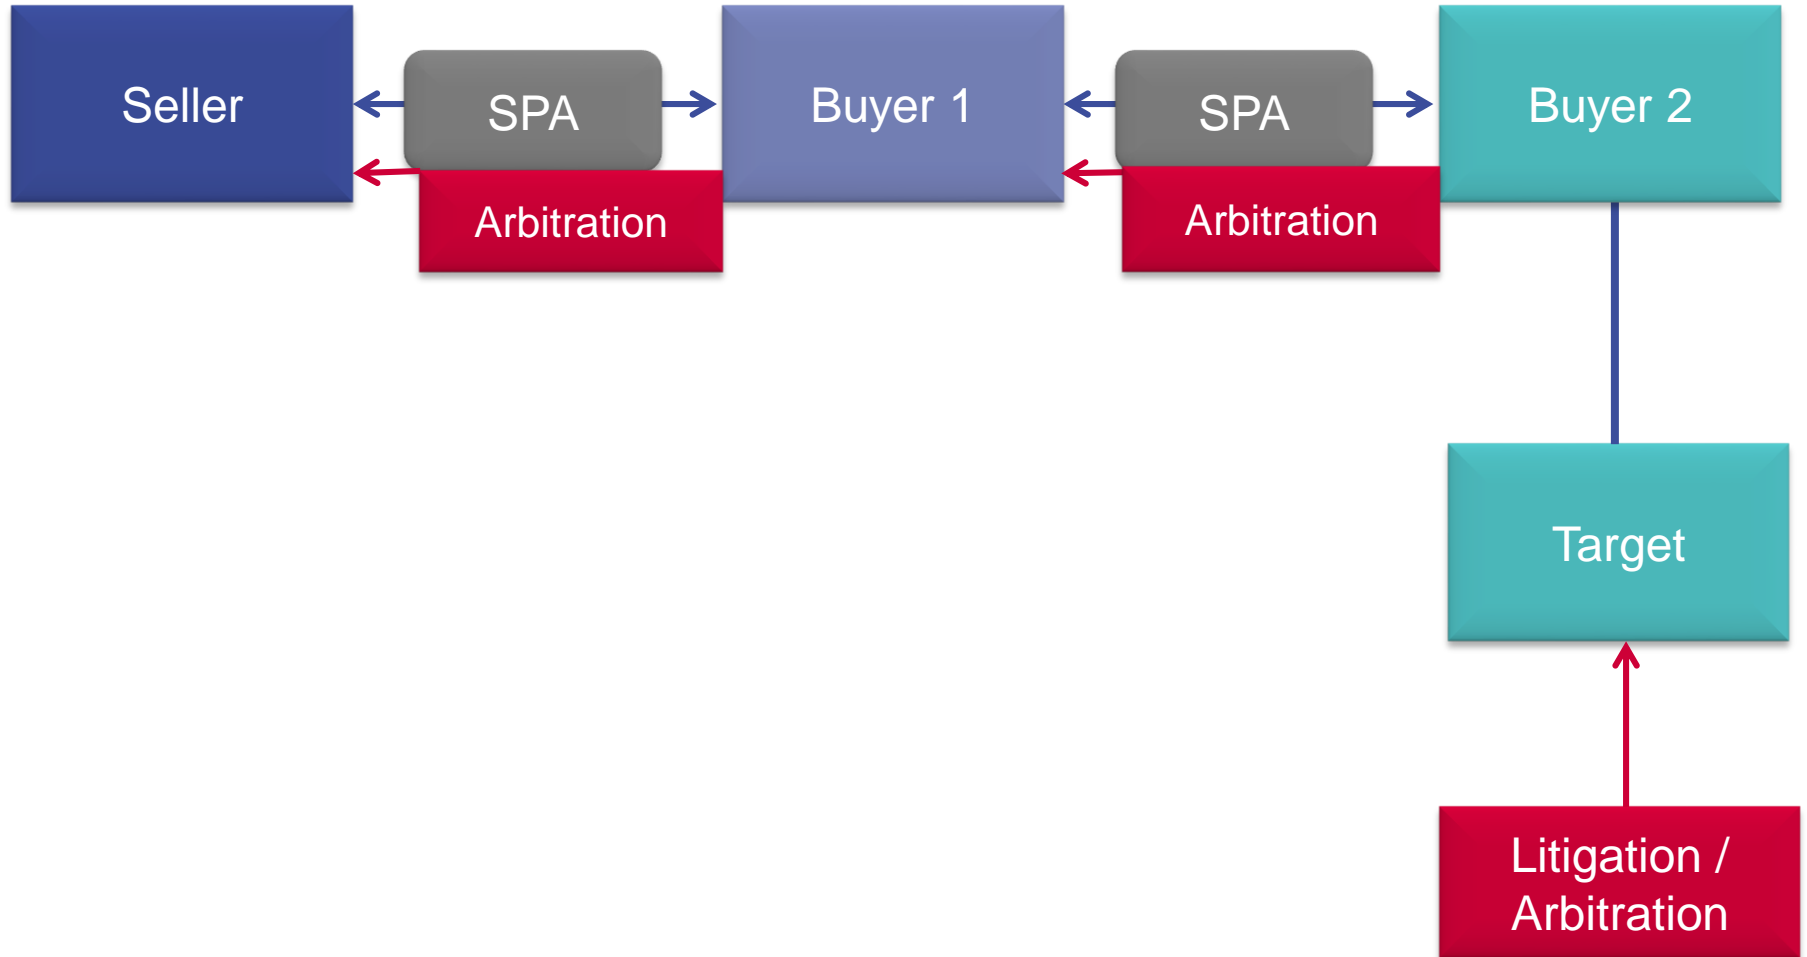 Seller
SPA
Buyer 1
SPA
Buyer 2
Arbitration
Arbitration
Target
Litigation /
Arbitration